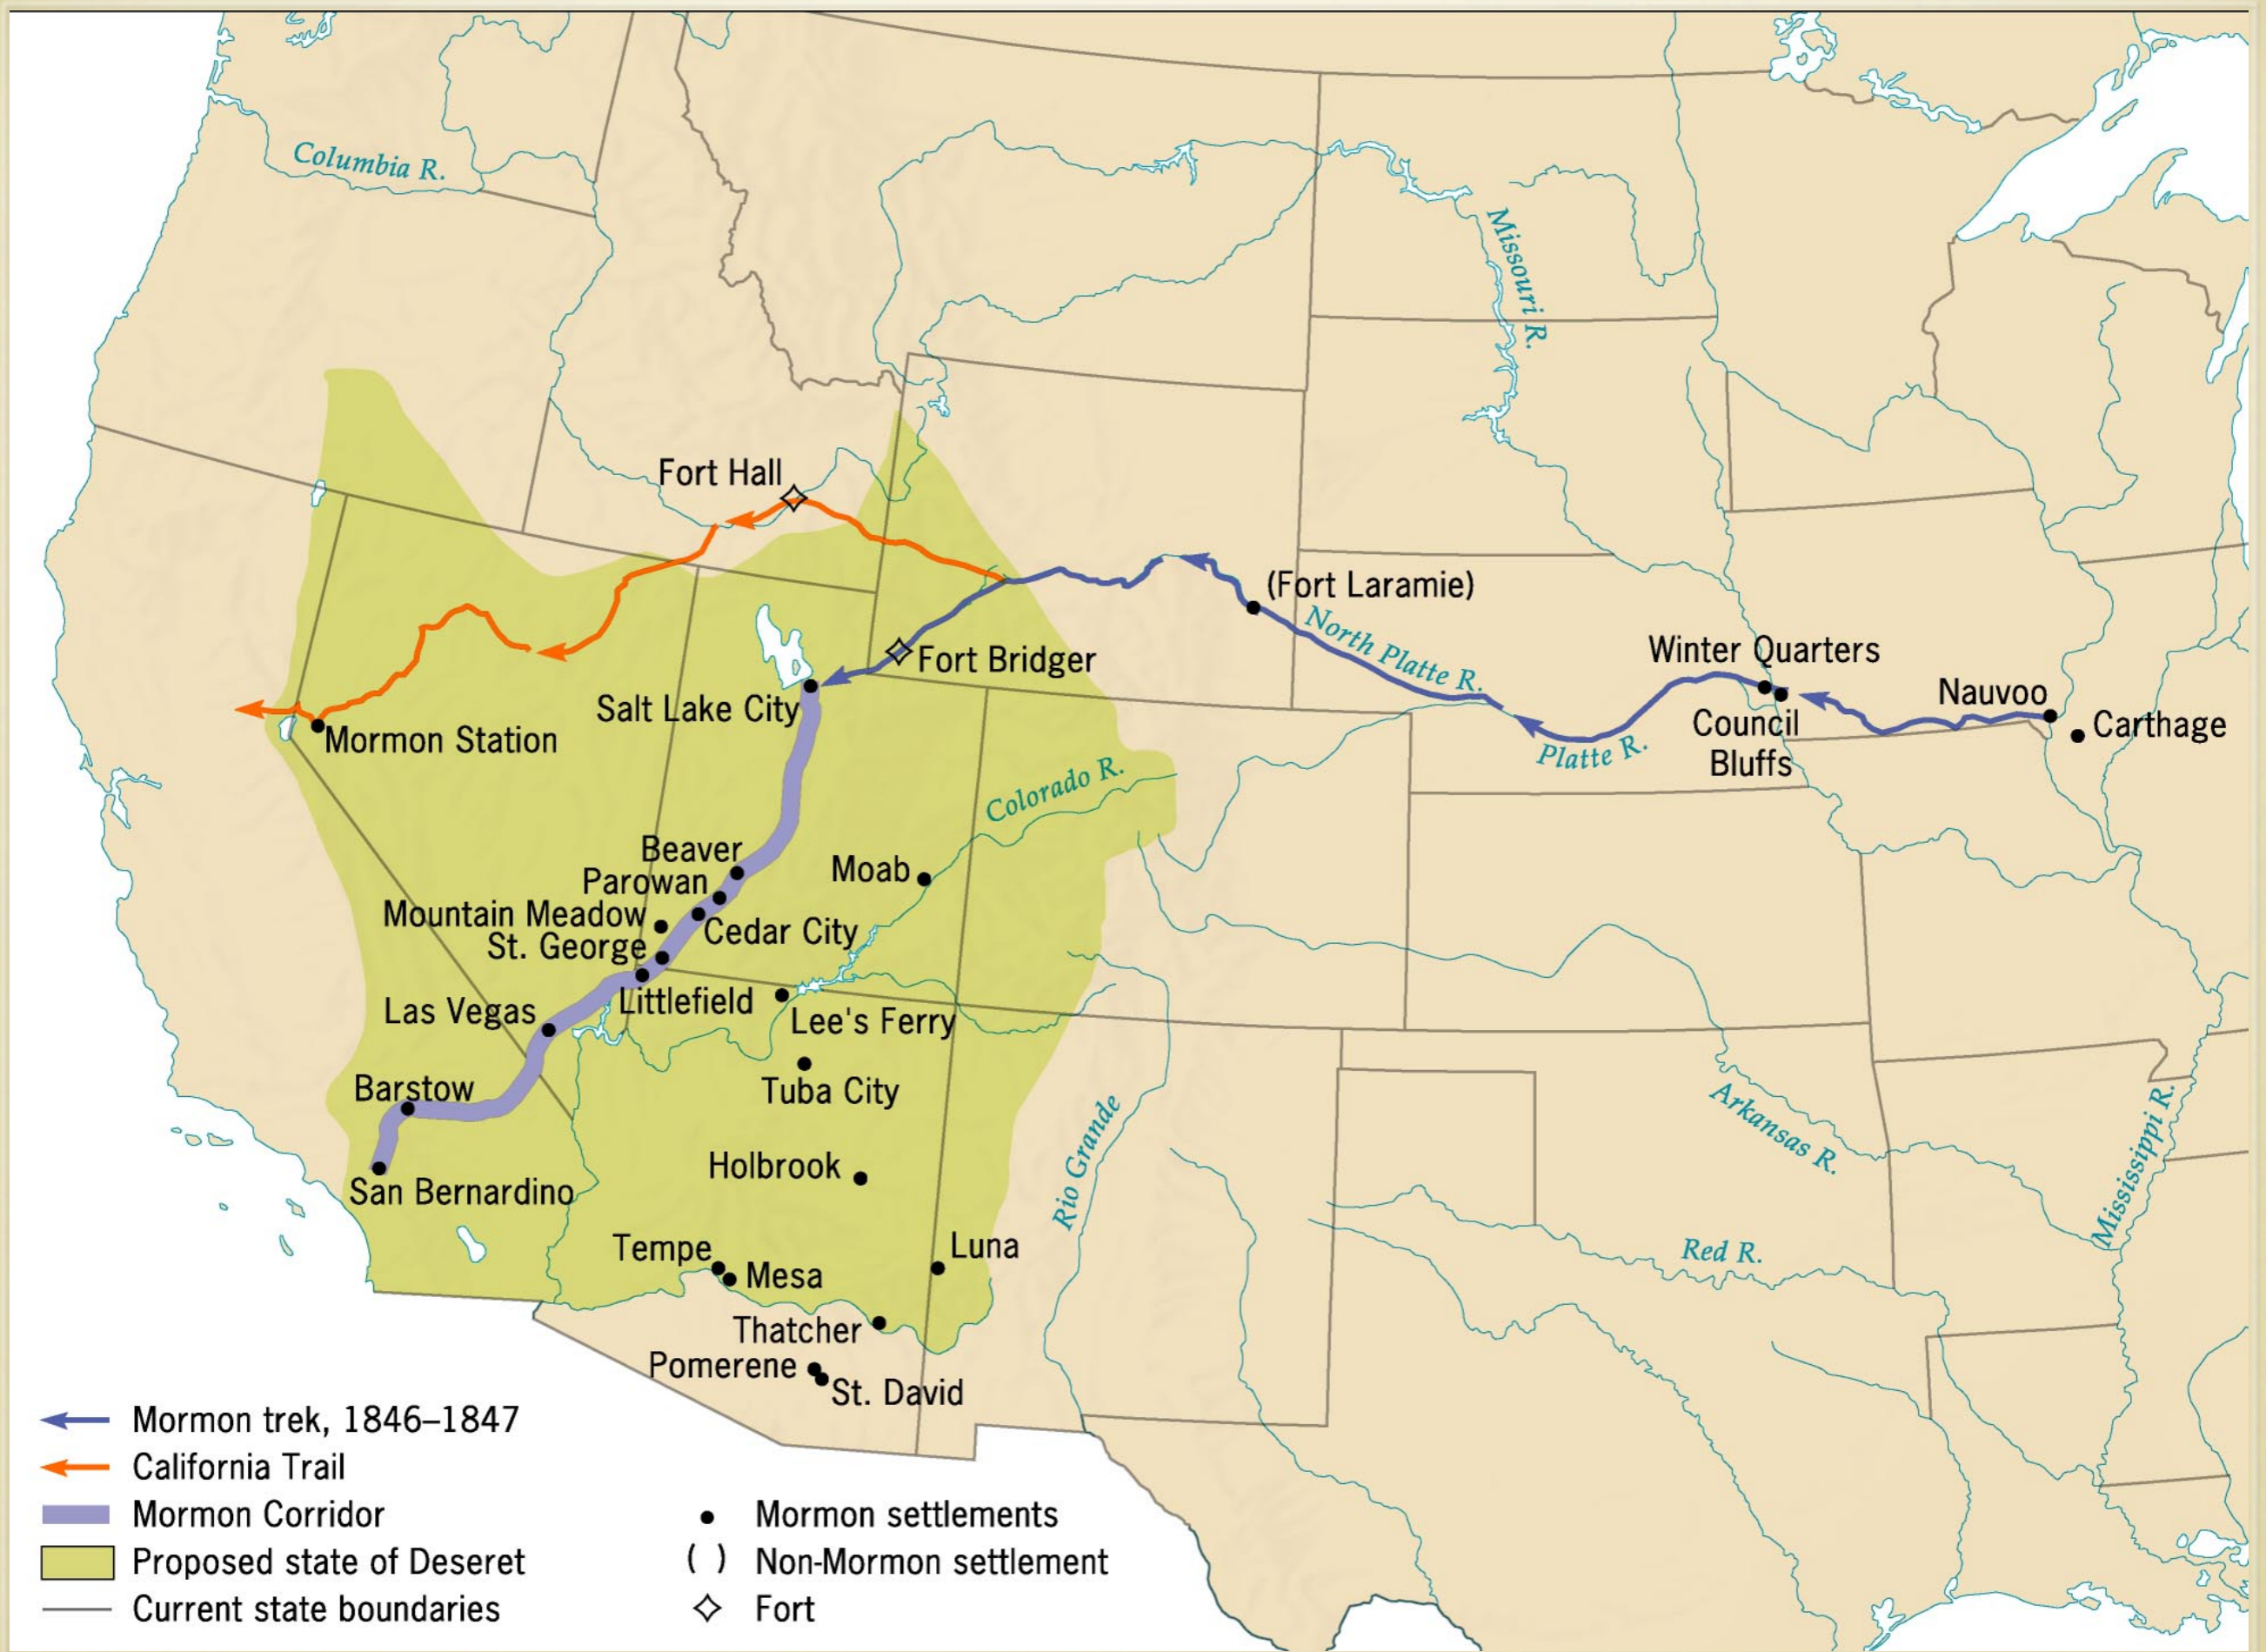 Columbia R.
Missouri R.
Fort Hall
(Fort Laramie)
North Platte R.
Winter Quarters
Fort Bridger
Nauvoo
Salt Lake City
Council
Bluffs
Carthage
Mormon Station
Platte R.
Colorado R.
Beaver
Moab
Parowan
Mountain Meadow
Cedar City
St. George
Littlefield
Las Vegas
Lee's Ferry
Barstow
Tuba City
Arkansas R.
Mississippi R.
Rio Grande
Holbrook
San Bernardino
Tempe
Luna
Red R.
Mesa
Thatcher
Pomerene
St. David
Mormon trek, 1846–1847
California Trail
Mormon Corridor
Proposed state of Deseret
Current state boundaries
Mormon settlements
( ) Non-Mormon settlement
Fort